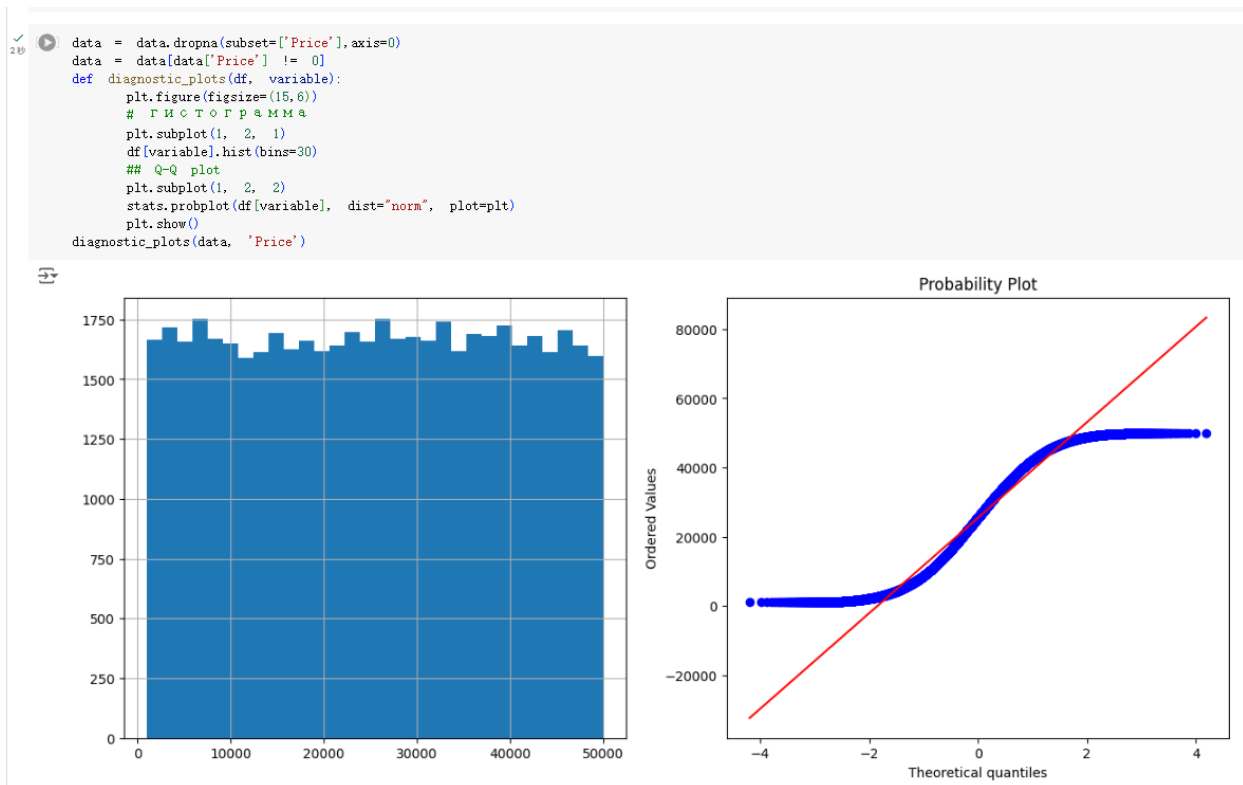 2秒
data = data.dropna(subset=['Price'],axis=0)
data = data[data['Price'] != 0]
def diagnostic_plots(df, variable):
plt.figure(figsize=(15,6))
# гистограмма
plt.subplot(1, 2, 1)
df[variable].hist(bins=30)
## Q-Q plot
plt.subplot(1, 2, 2)
stats.probplot(df[variable], dist="norm", plot=plt)
plt.show()
diagnostic_plots(data, 'Price')
1750
1500
1250
1000
750
500
250
0
0 10000 20000 30000 40000 50000
Probability Plot
Ordered Values
80000
60000
40000
20000
0
−20000
−4 −2 0 2 4
Theoretical quantiles